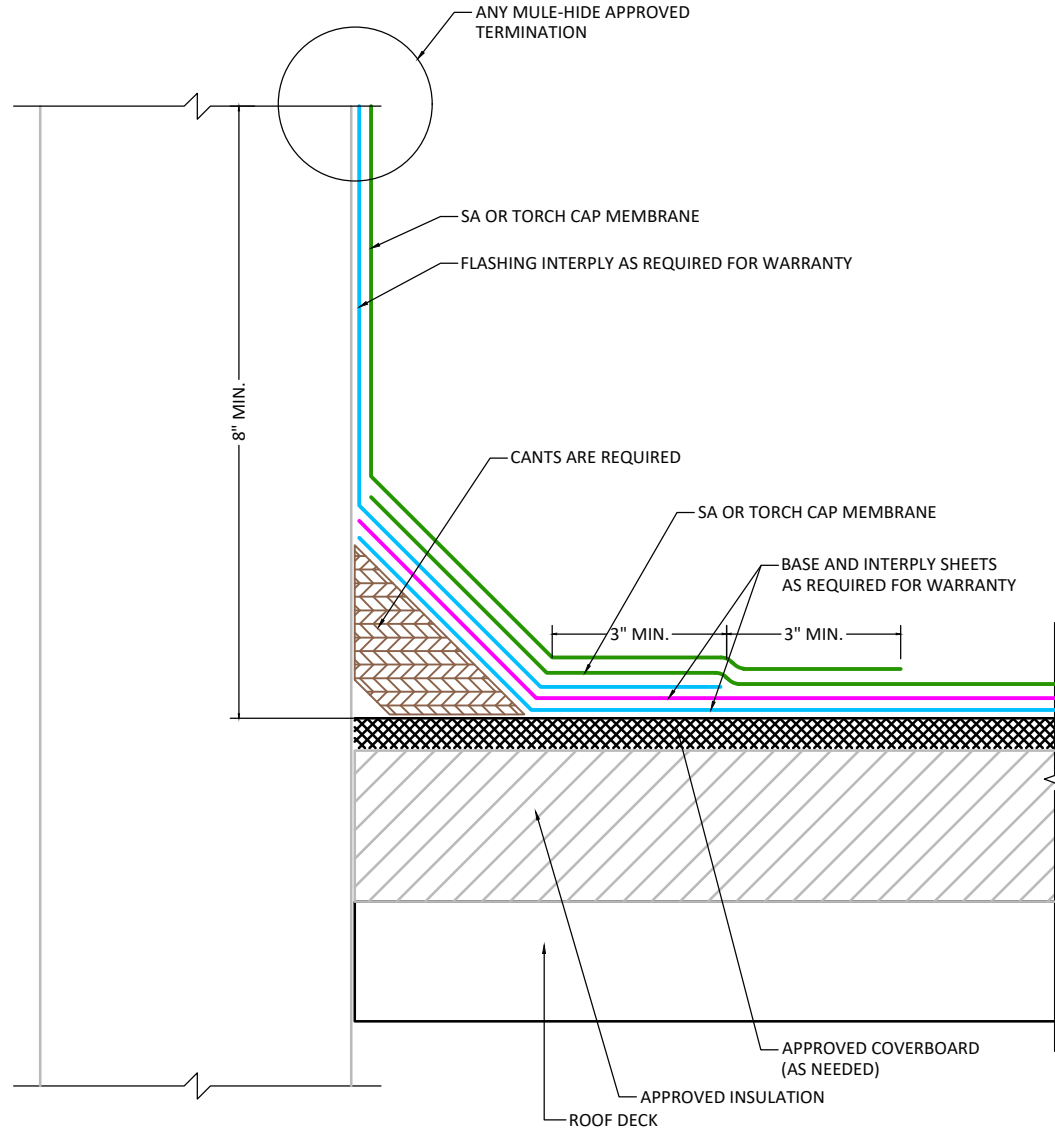 ANY MULE-HIDE APPROVED
TERMINATION
SA OR TORCH CAP MEMBRANE
FLASHING INTERPLY AS REQUIRED FOR WARRANTY
8" MIN.
CANTS ARE REQUIRED
SA OR TORCH CAP MEMBRANE
BASE AND INTERPLY SHEETS
AS REQUIRED FOR WARRANTY
3" MIN.
3" MIN.
APPROVED COVERBOARD
(AS NEEDED)
APPROVED INSULATION
ROOF DECK